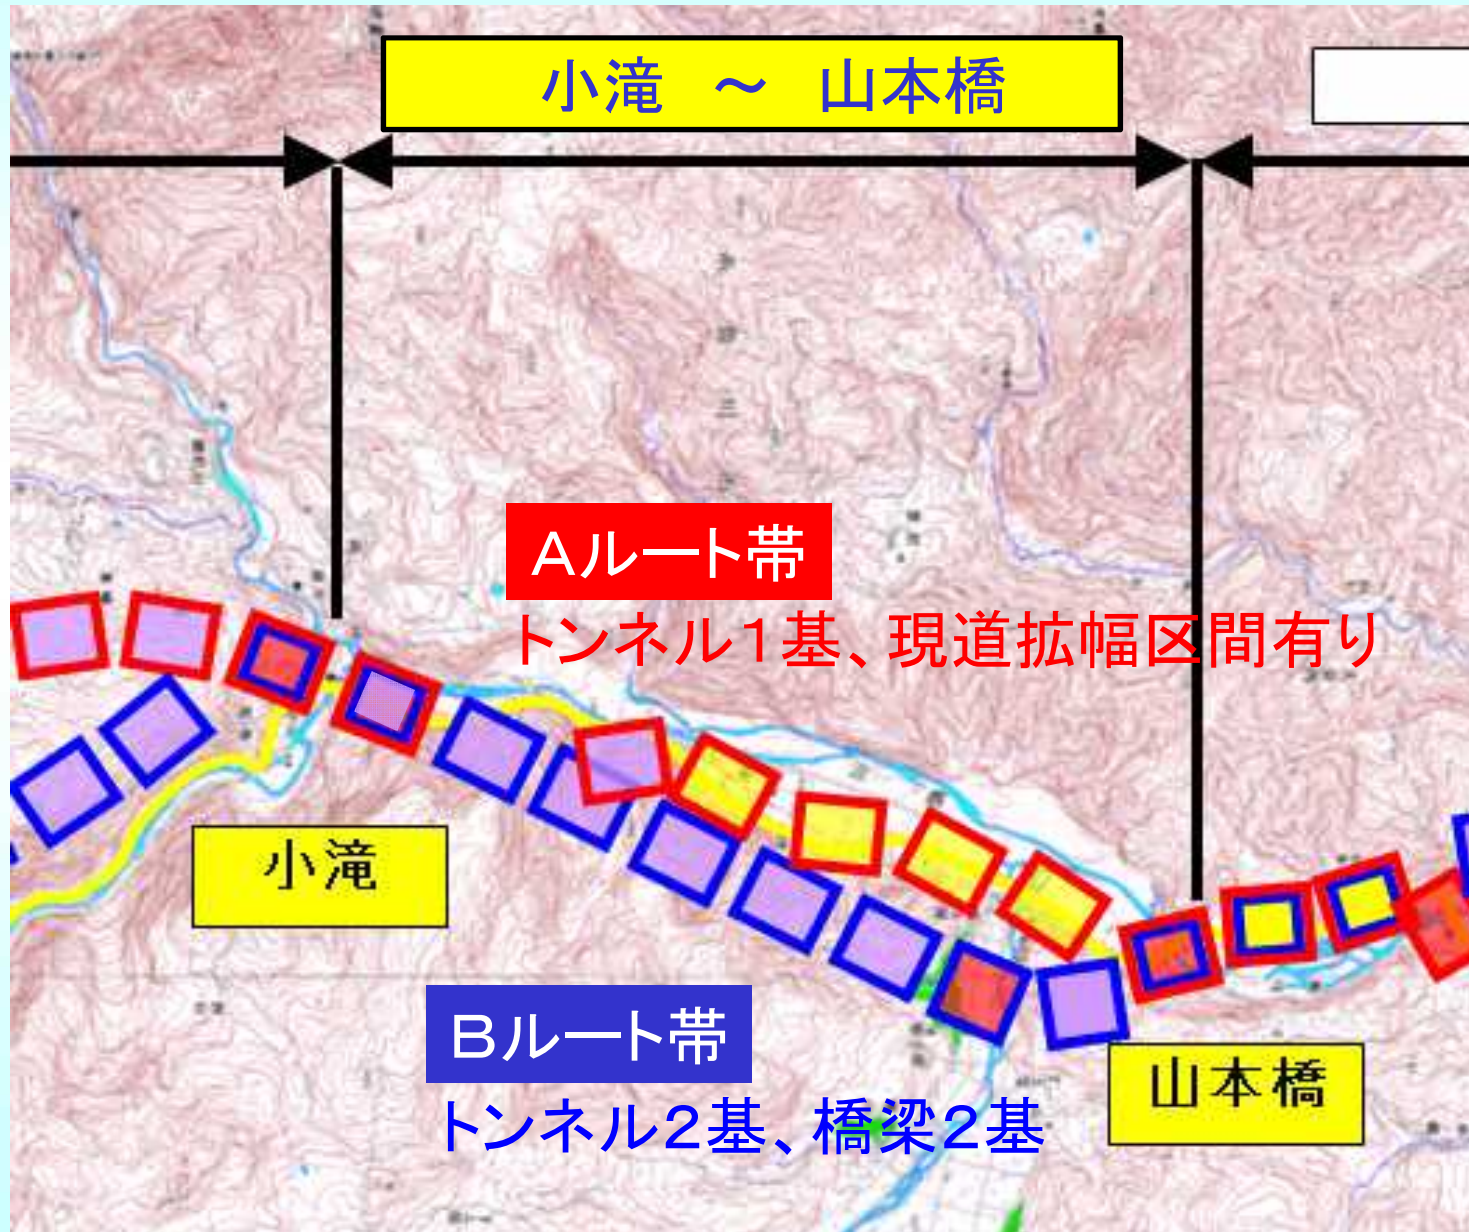 小滝　～　山本橋
Aルート帯
トンネル１基、現道拡幅区間有り
小滝
Bルート帯
トンネル２基、橋梁２基
山本橋